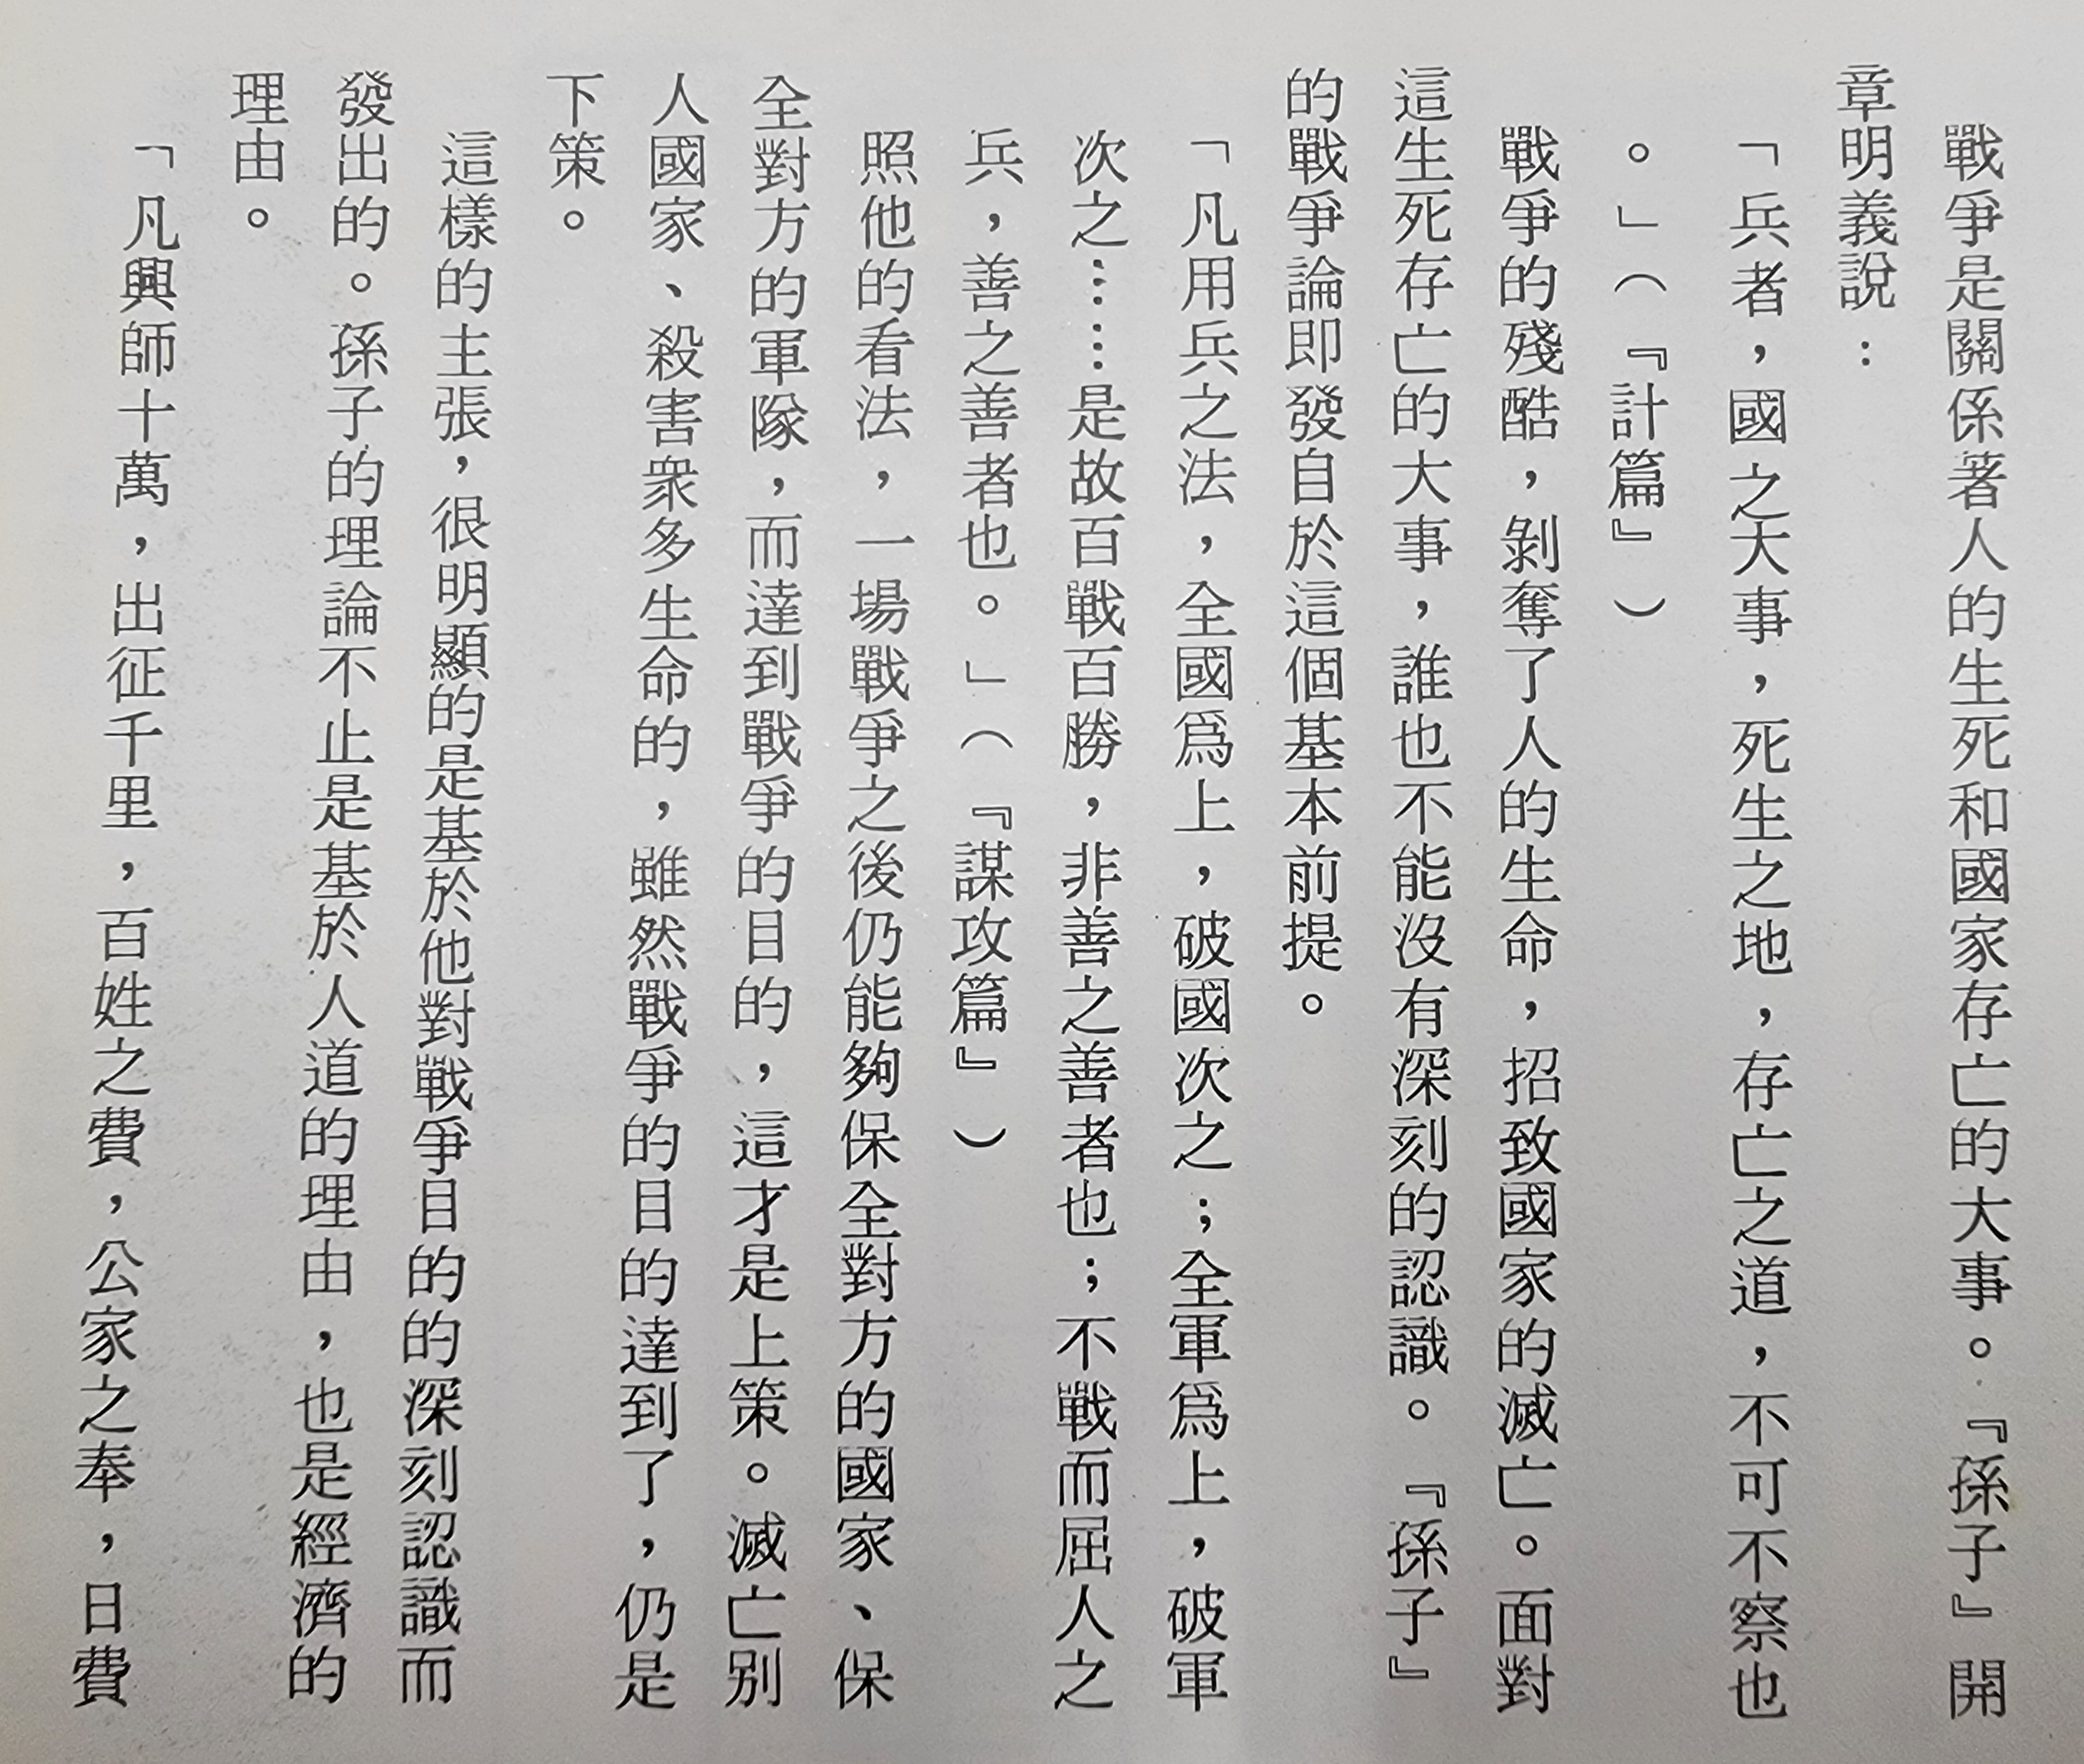 戰爭是關係著人的生死和國家存亡的大事。『孫子』開
章明義說：
「兵者，國之大事，死生之地，存亡之道，不可不察也
。」（『計篇』）
戰爭的殘酷，剝奪了人的生命，招致國家的滅亡。面對
這生死存亡的大事，誰也不能沒有深刻的認識。『孫子』
的戰爭論即發自於這個基本前提。
「凡用兵之法，全國爲上，破國次之；全軍爲上，破軍
次之……是故百戰百勝，非善之善者也；不戰而屈人之
兵，善之善者也。」（『謀攻篇』）
照他的看法，一場戰爭之後仍能夠保全對方的國家、保
全對方的軍隊，而達到戰爭的目的，這才是上策。滅亡別
人國家、殺害衆多生命的，雖然戰爭的目的達到了，仍是
下策。
這樣的主張，很明顯的是基於他對戰爭目的的深刻認識而
發出的。孫子的理論不止是基於人道的理由，也是經濟的
理由。
「凡興師十萬，出征千里，百姓之費，公家之奉，日費